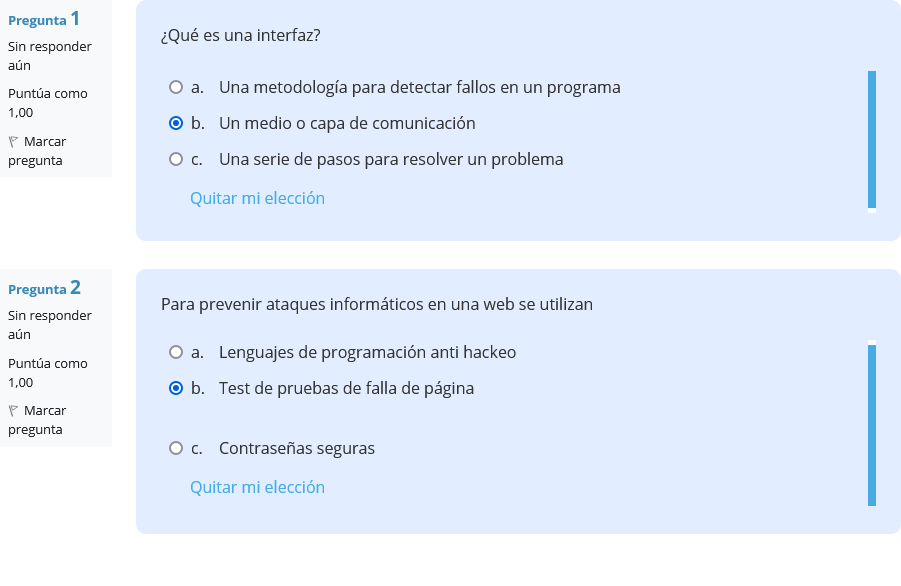 Pregunta 1
Sin responder
aún
Puntúa como
1,00
Marcar
pregunta
¿Qué es una interfaz?
a. Una metodología para detectar fallos en un programa
b. Un medio o capa de comunicación
c. Una serie de pasos para resolver un problema
Quitar mi elección
Pregunta 2
Sin responder
aún
Puntúa como
1,00
Marcar
pregunta
Para prevenir ataques informáticos en una web se utilizan
a. Lenguajes de programación anti hackeo
b. Test de pruebas de falla de página
c. Contraseñas seguras
Quitar mi elección